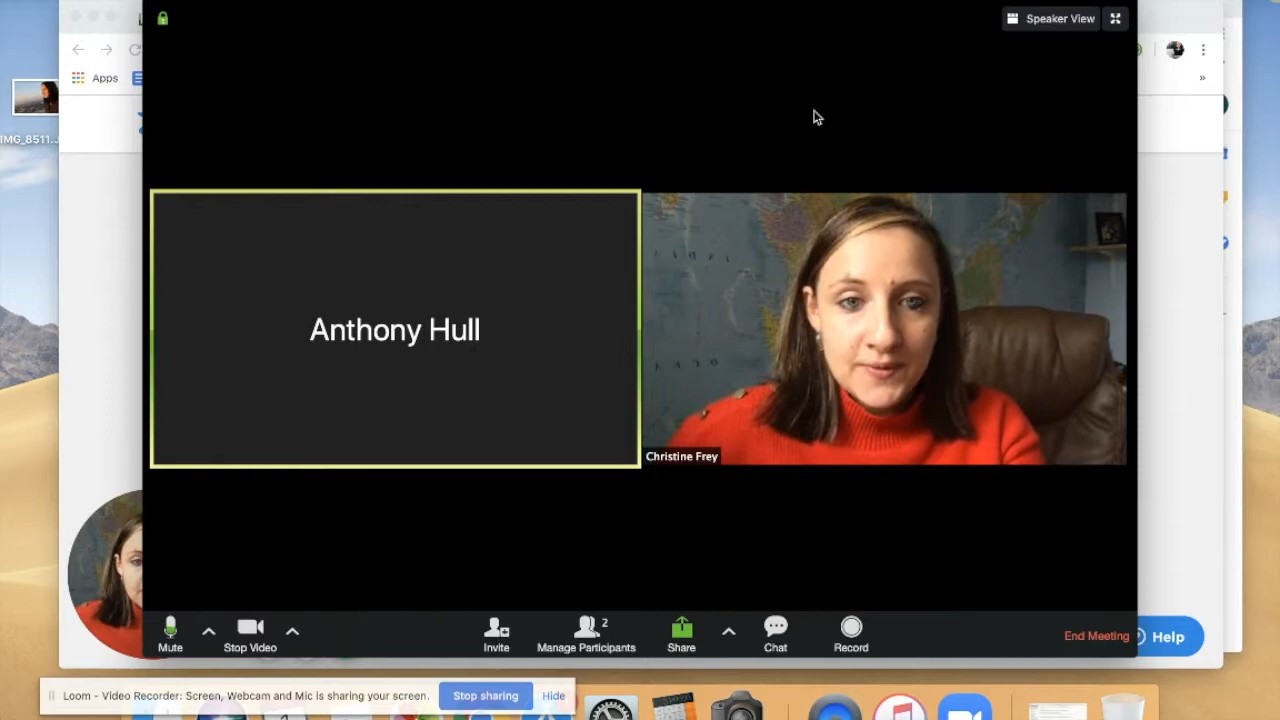 Speaker View
Apps
»
IMG_8511...
Anthony Hull
Christine Frey
Mute
Stop Video
Invite
2
Manage Participants
Share
Chat
Record
End Meeting
Help
Loom - Video Recorder: Screen, Webcam and Mic is sharing your screen.
Stop sharing
Hide